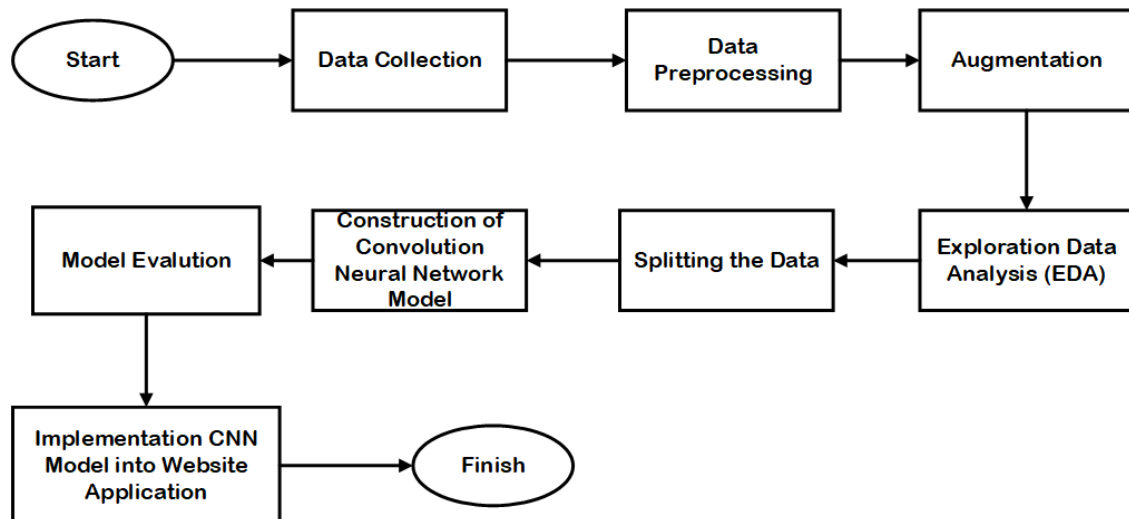 Start
Data Collection
Data
Preprocessing
Augmentation
Exploration Data
Analysis (EDA)
Splitting the Data
Construction of
Convolution
Neural Network
Model
Model Evalution
Implementation CNN
Model into Website
Application
Finish